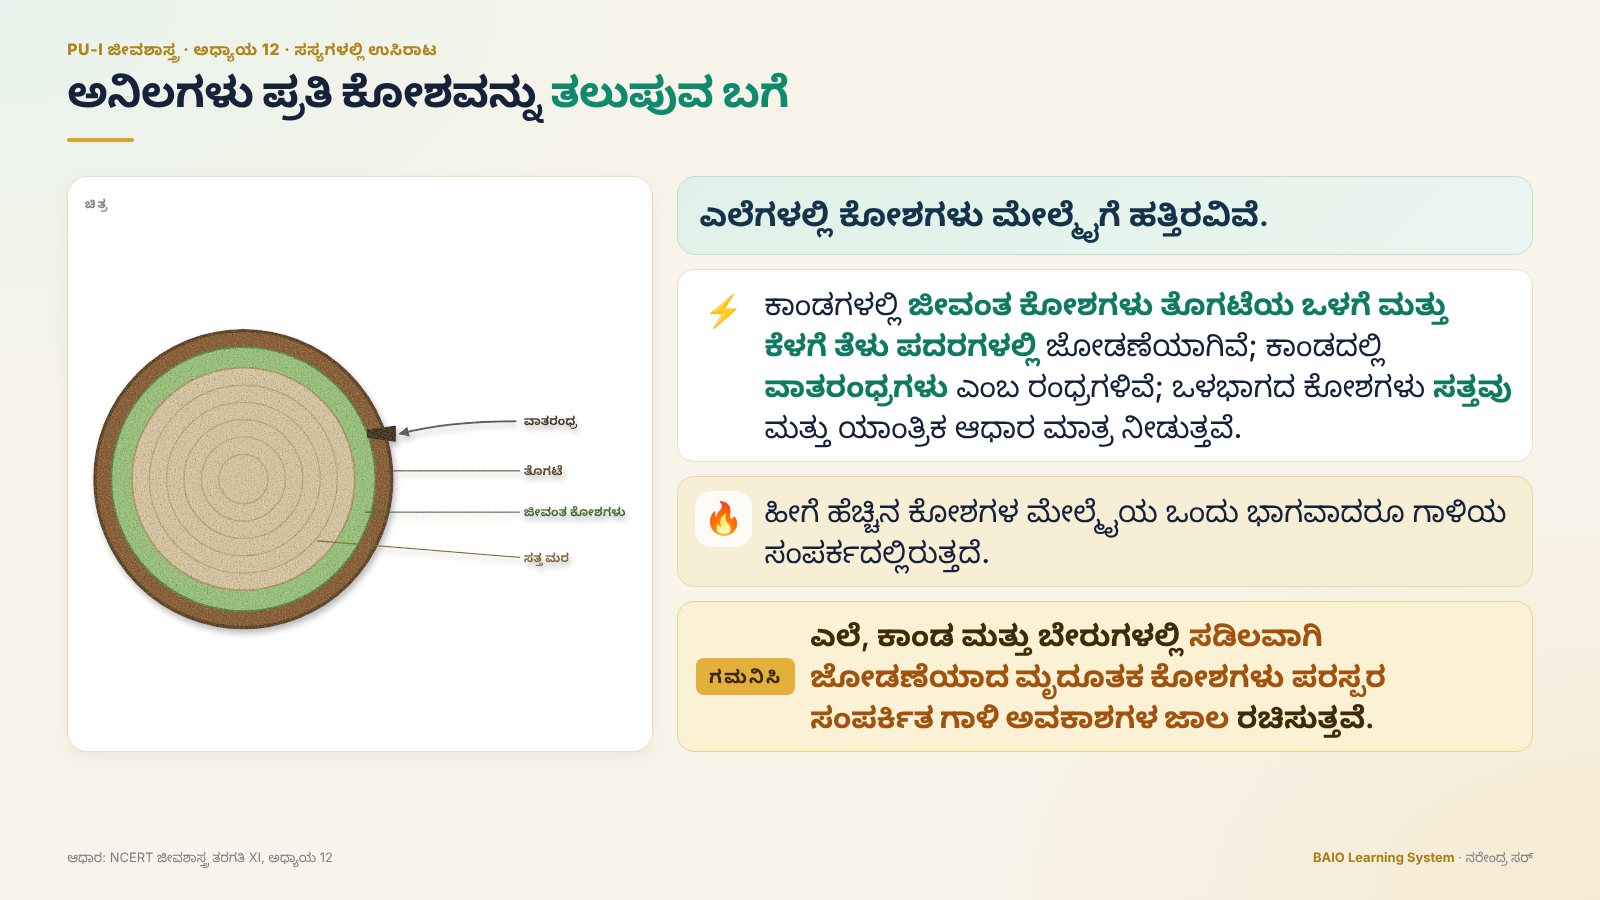 PU-I ಜೀವಶಾಸ್ತ್ರ · ಅಧ್ಯಾಯ 12 · ಸಸ್ಯಗಳಲ್ಲಿ ಉಸಿರಾಟ
ಅನಿಲಗಳು ಪ್ರತಿ ಕೋಶವನ್ನು ತಲುಪುವ ಬಗೆ
ಚಿತ್ರ
ವಾತರಂಧ್ರ
ತೊಗಟೆ
ಜೀವಂತ ಕೋಶಗಳು
ಸತ್ತ ಮರ
ಎಲೆಗಳಲ್ಲಿ ಕೋಶಗಳು ಮೇಲ್ಮೈಗೆ ಹತ್ತಿರವಿವೆ.
ಕಾಂಡಗಳಲ್ಲಿ ಜೀವಂತ ಕೋಶಗಳು ತೊಗಟೆಯ ಒಳಗೆ ಮತ್ತು
ಕೆಳಗೆ ತೆಳು ಪದರಗಳಲ್ಲಿ ಜೋಡಣೆಯಾಗಿವೆ; ಕಾಂಡದಲ್ಲಿ
ವಾತರಂಧ್ರಗಳು ಎಂಬ ರಂಧ್ರಗಳಿವೆ; ಒಳಭಾಗದ ಕೋಶಗಳು ಸತ್ತವು
ಮತ್ತು ಯಾಂತ್ರಿಕ ಆಧಾರ ಮಾತ್ರ ನೀಡುತ್ತವೆ.
ಹೀಗೆ ಹೆಚ್ಚಿನ ಕೋಶಗಳ ಮೇಲ್ಮೈಯ ಒಂದು ಭಾಗವಾದರೂ ಗಾಳಿಯ
ಸಂಪರ್ಕದಲ್ಲಿರುತ್ತದೆ.
ಗಮನಿಸಿ
ಎಲೆ, ಕಾಂಡ ಮತ್ತು ಬೇರುಗಳಲ್ಲಿ ಸಡಿಲವಾಗಿ
ಜೋಡಣೆಯಾದ ಮೃದೂತಕ ಕೋಶಗಳು ಪರಸ್ಪರ
ಸಂಪರ್ಕಿತ ಗಾಳಿ ಅವಕಾಶಗಳ ಜಾಲ ರಚಿಸುತ್ತವೆ.
ಆಧಾರ: NCERT ಜೀವಶಾಸ್ತ್ರ ತರಗತಿ XI, ಅಧ್ಯಾಯ 12
BAIO Learning System · ನರೇಂದ್ರ ಸರ್